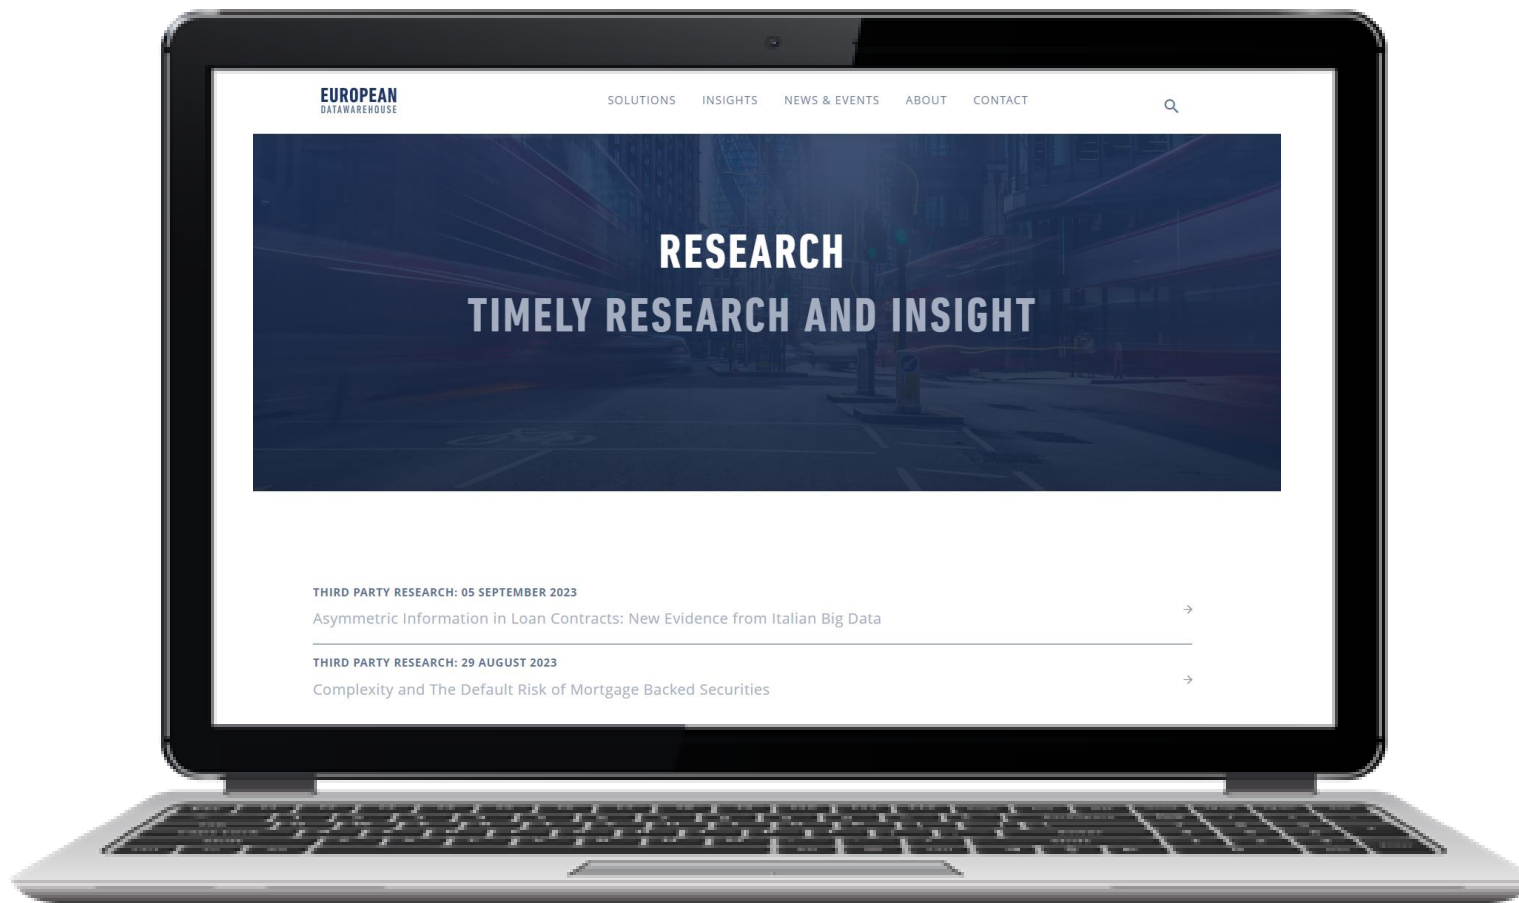 EUROPEAN
DATAWAREHOUSE
SOLUTIONS INSIGHTS NEWS & EVENTS ABOUT CONTACT
RESEARCH
TIMELY RESEARCH AND INSIGHT
THIRD PARTY RESEARCH: 05 SEPTEMBER 2023
Asymmetric Information in Loan Contracts: New Evidence from Italian Big Data
THIRD PARTY RESEARCH: 29 AUGUST 2023
Complexity and The Default Risk of Mortgage Backed Securities